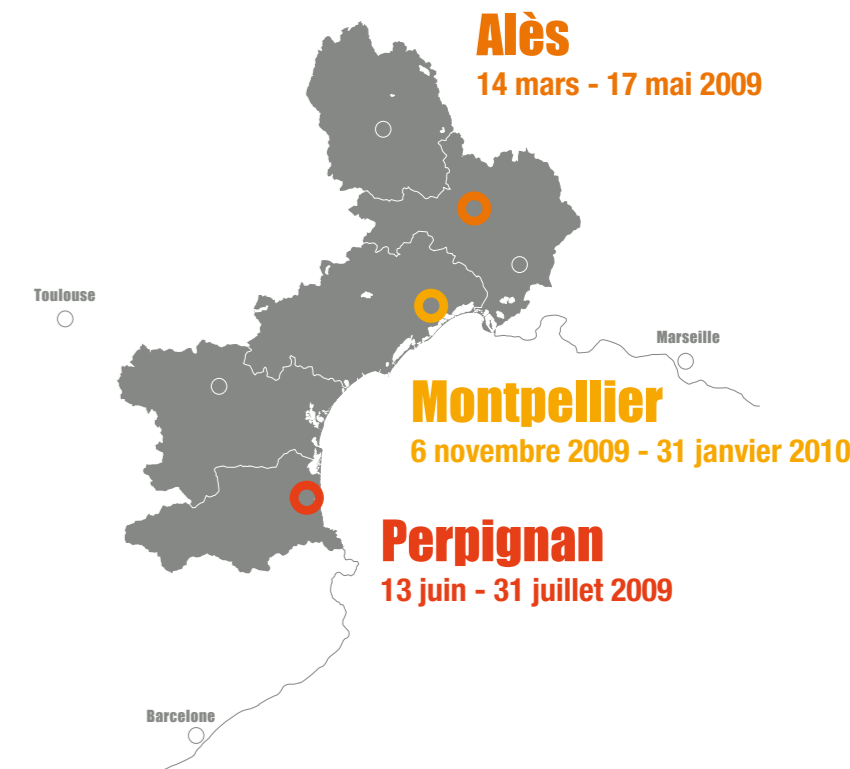 Alès
14 mars - 17 mai 2009
Toulouse
Marseille
Montpellier
6 novembre 2009 - 31 janvier 2010
Perpignan
13 juin - 31 juillet 2009
Barcelone